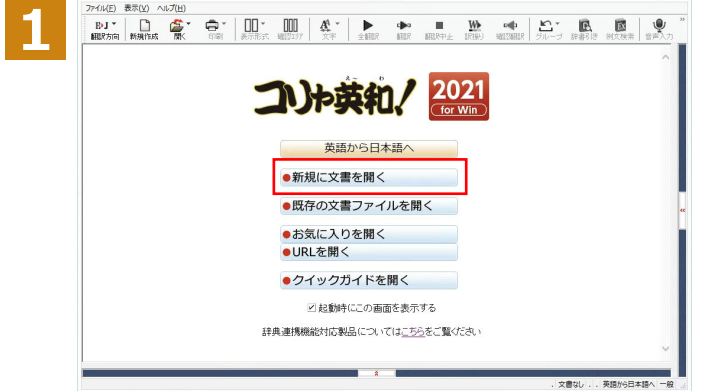 1
ファイル(F) 表示(V) ヘルプ(H)
E▸J
翻訳方向 新規作成 開く 印刷 表示形式 確認エリア 文字 全翻訳 翻訳 翻訳中止 訳振り 確認翻訳 グループ 辞書引き 例文検索 音声入力
コリャ英和! 2021
for Win
英語から日本語へ
●新規に文書を開く
●既存の文書ファイルを開く
●お気に入りを開く
●URLを開く
●クイックガイドを開く
☑起動時にこの画面を表示する
辞典連携機能対応製品についてはこちらをご覧ください
. 文書なし . . 英語から日本語へ 一般